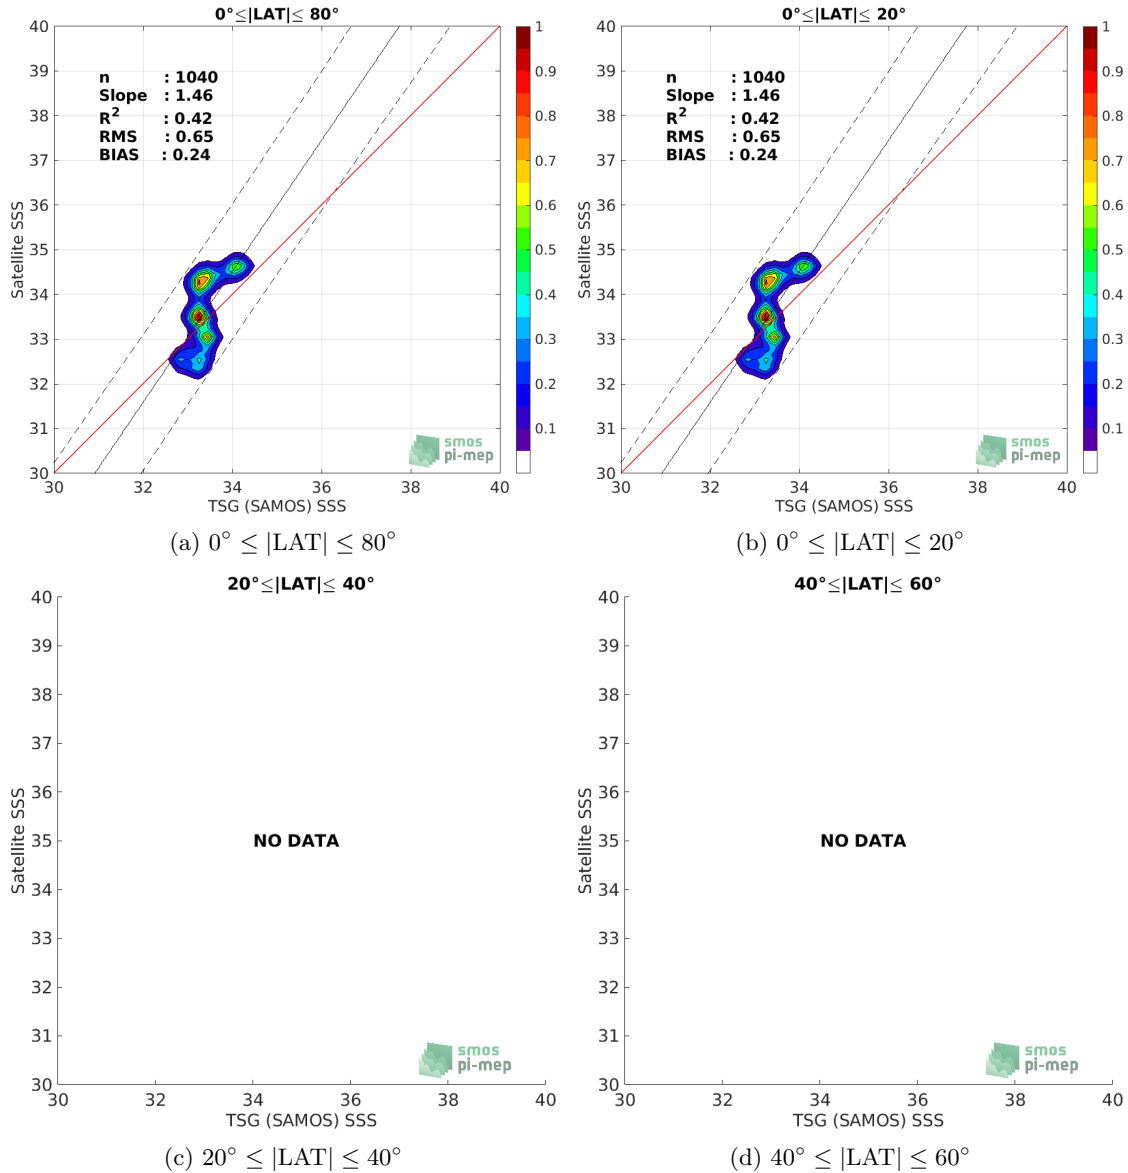 0°≤|LAT|≤ 80°
40
39
38
37
36
35
34
33
32
31
30
Satellite SSS
n : 1040
Slope : 1.46
R2 : 0.42
RMS : 0.65
BIAS : 0.24
smos
pi-mep
30 32 34 36 38 40
TSG (SAMOS) SSS
1
0.9
0.8
0.7
0.6
0.5
0.4
0.3
0.2
0.1
(a) 0° ≤ |LAT| ≤ 80°
0°≤|LAT|≤ 20°
40
39
38
37
36
35
34
33
32
31
30
Satellite SSS
n : 1040
Slope : 1.46
R2 : 0.42
RMS : 0.65
BIAS : 0.24
smos
pi-mep
30 32 34 36 38 40
TSG (SAMOS) SSS
1
0.9
0.8
0.7
0.6
0.5
0.4
0.3
0.2
0.1
(b) 0° ≤ |LAT| ≤ 20°
20°≤|LAT|≤ 40°
40
39
38
37
36
35
34
33
32
31
30
Satellite SSS
NO DATA
smos
pi-mep
30 32 34 36 38 40
TSG (SAMOS) SSS
(c) 20° ≤ |LAT| ≤ 40°
40°≤|LAT|≤ 60°
40
39
38
37
36
35
34
33
32
31
30
Satellite SSS
NO DATA
smos
pi-mep
30 32 34 36 38 40
TSG (SAMOS) SSS
(d) 40° ≤ |LAT| ≤ 60°